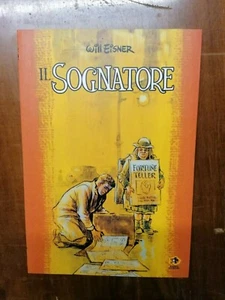 Will Eisner
IL SOGNATORE
FORTUNE
TELLER